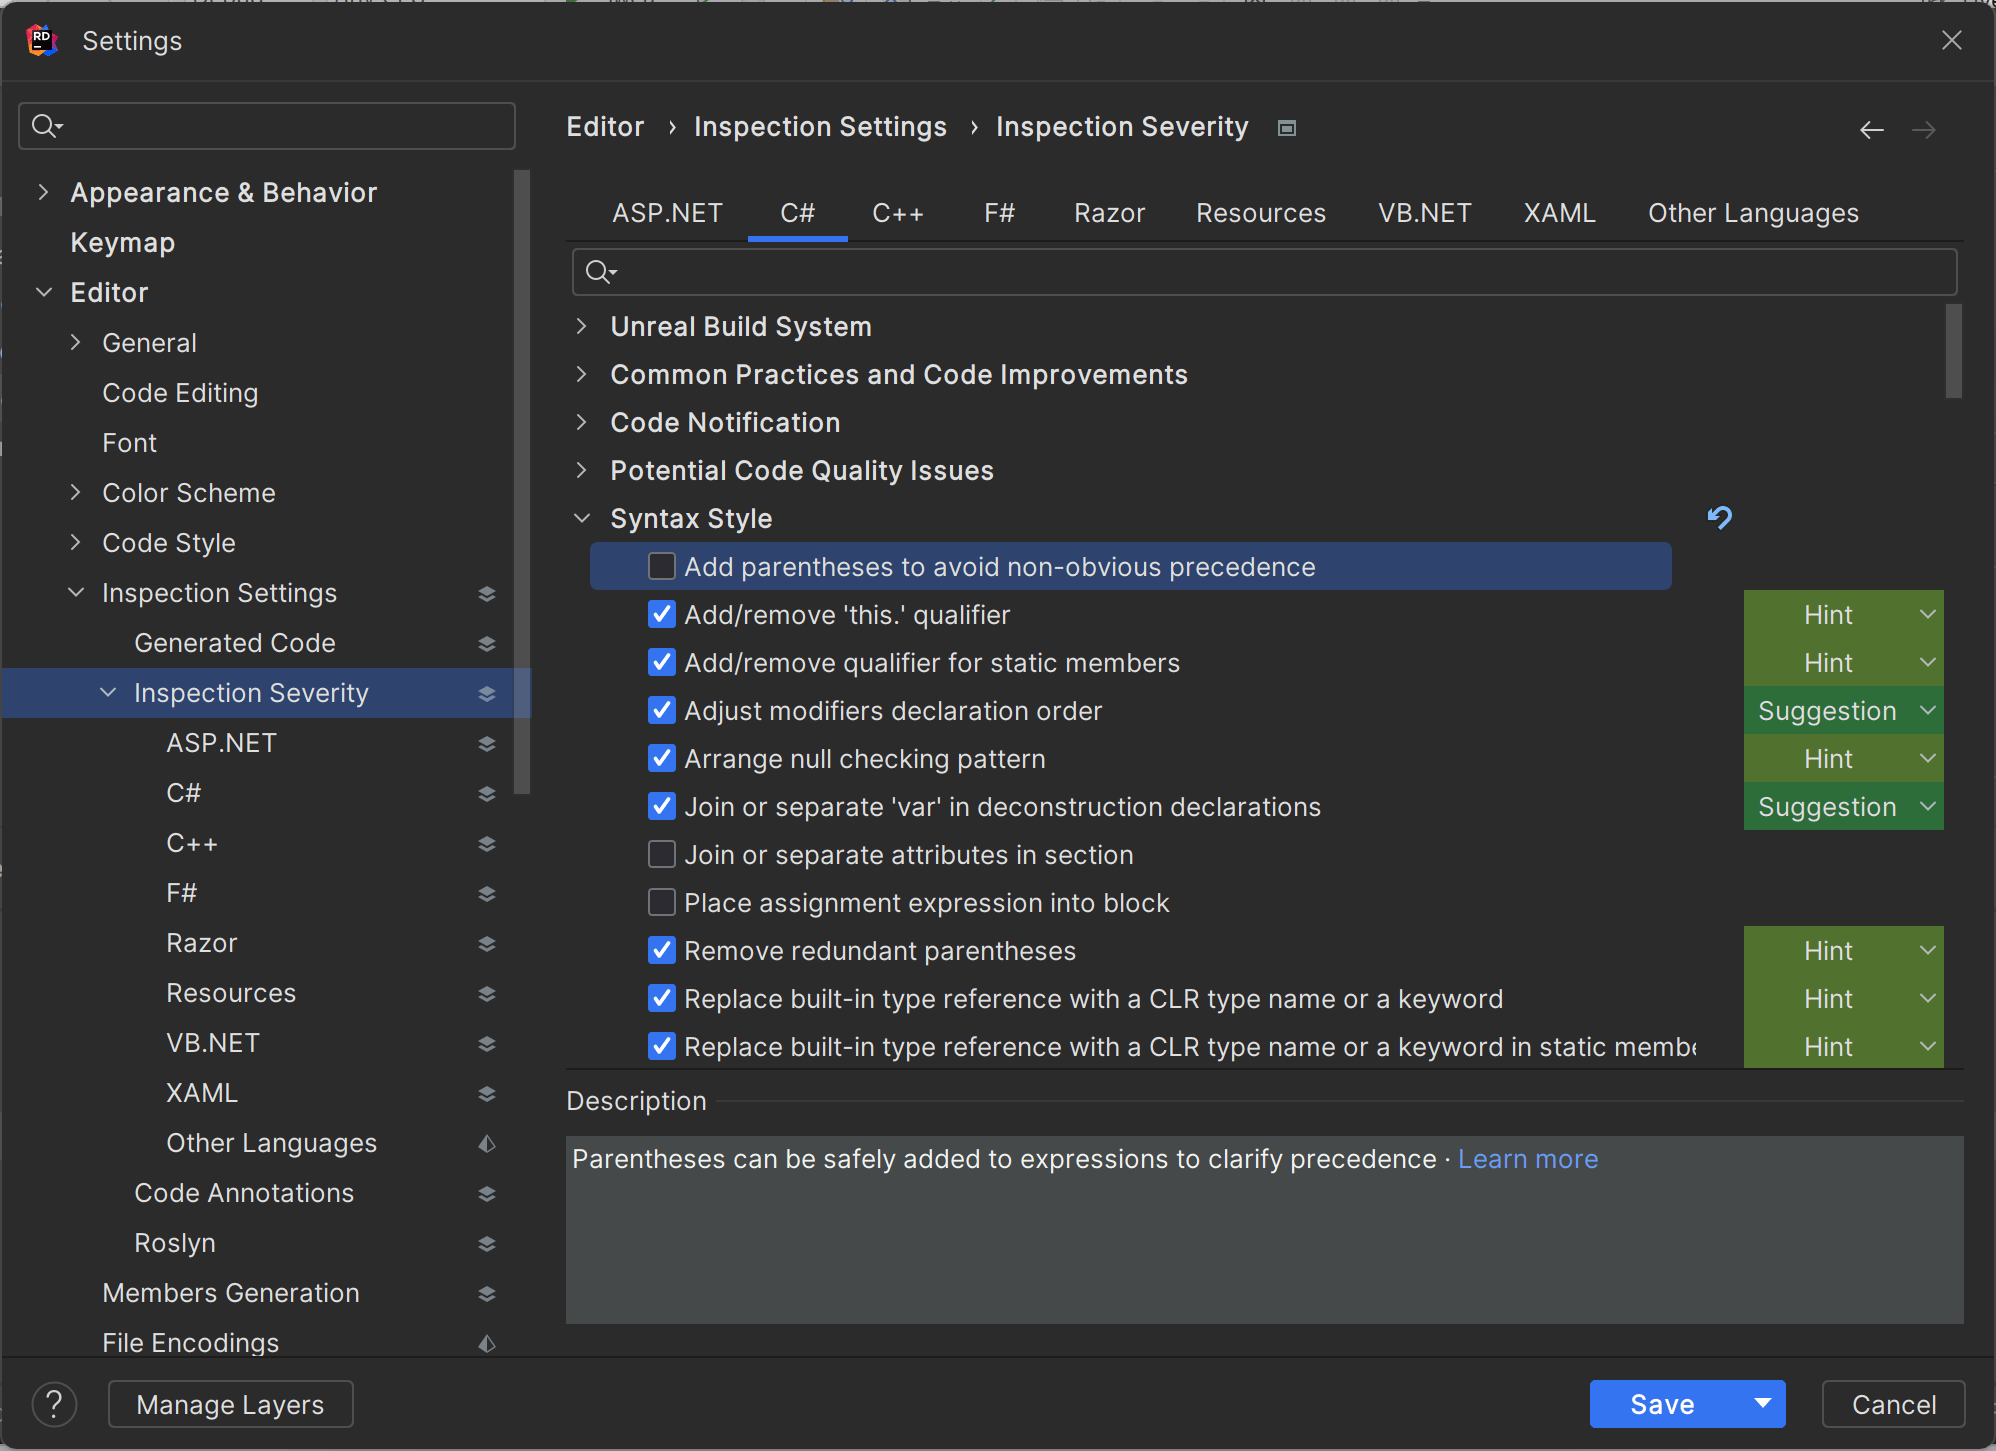 RD Settings
Editor › Inspection Settings › Inspection Severity
Appearance & Behavior
Keymap
Editor
General
Code Editing
Font
Color Scheme
Code Style
Inspection Settings
Generated Code
Inspection Severity
ASP.NET
C#
C++
F#
Razor
Resources
VB.NET
XAML
Other Languages
Code Annotations
Roslyn
Members Generation
File Encodings
ASP.NET C# C++ F# Razor Resources VB.NET XAML Other Languages
Unreal Build System
Common Practices and Code Improvements
Code Notification
Potential Code Quality Issues
Syntax Style
Add parentheses to avoid non-obvious precedence
Add/remove 'this.' qualifier Hint
Add/remove qualifier for static members Hint
Adjust modifiers declaration order Suggestion
Arrange null checking pattern Hint
Join or separate 'var' in deconstruction declarations Suggestion
Join or separate attributes in section
Place assignment expression into block
Remove redundant parentheses Hint
Replace built-in type reference with a CLR type name or a keyword Hint
Replace built-in type reference with a CLR type name or a keyword in static membe Hint
Description
Parentheses can be safely added to expressions to clarify precedence · Learn more
? Manage Layers Save Cancel